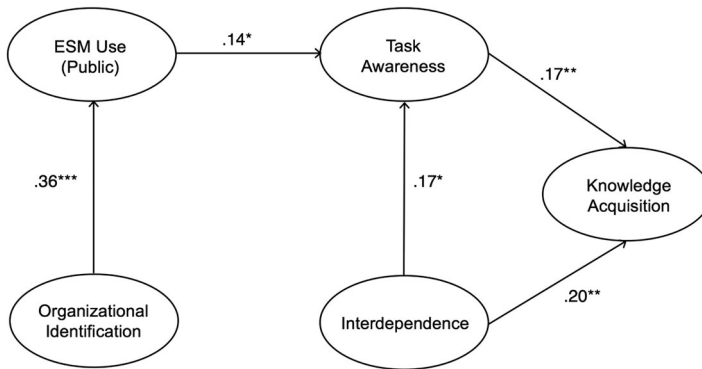 ESM Use
(Public)
.14*
Task
Awareness
.17**
.36***
.17*
Knowledge
Acquisition
Organizational
Identification
Interdependence
.20**